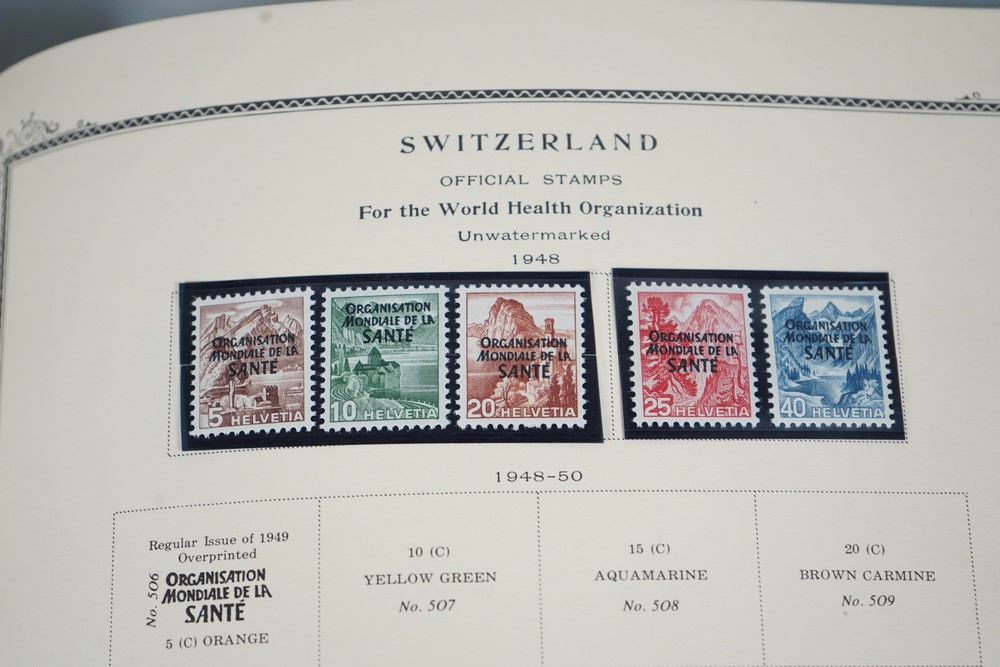 SWITZERLAND
OFFICIAL STAMPS
For the World Health Organization
Unwatermarked
1948
ORGANISATION
MONDIALE DE LA
SANTÉ
5 HELVETIA
ORGANISATION
MONDIALE DE LA
SANTÉ
10 HELVETIA
ORGANISATION
MONDIALE DE LA
SANTÉ
20 HELVETIA
ORGANISATION
MONDIALE DE LA
SANTÉ
25 HELVETIA
ORGANISATION
MONDIALE DE LA
SANTÉ
40 HELVETIA
1948-50
Regular Issue of 1949
Overprinted
No. 506
ORGANISATION
MONDIALE DE LA
SANTÉ
5 (C) ORANGE
10 (C)
YELLOW GREEN
No. 507
15 (C)
AQUAMARINE
No. 508
20 (C)
BROWN CARMINE
No. 509